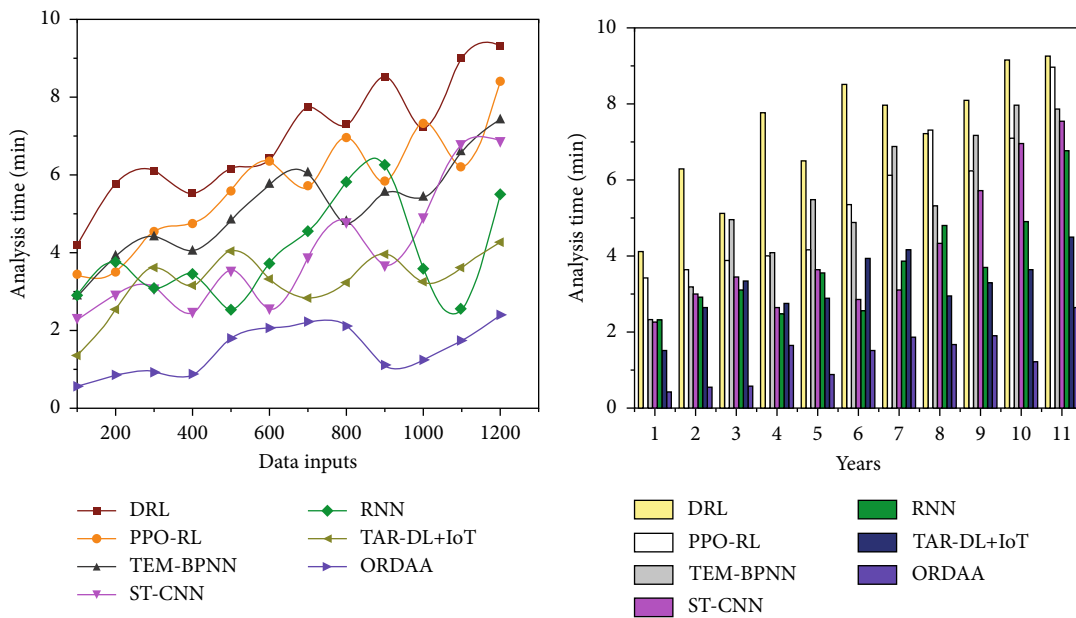 10
8
6
4
2
0
Analysis time (min)
200 400 600 800 1000 1200
Data inputs
DRL
PPO-RL
TEM-BPNN
ST-CNN
RNN
TAR-DL+IoT
ORDAA
10
8
6
4
2
0
Analysis time (min)
1 2 3 4 5 6 7 8 9 10 11
Years
DRL
PPO-RL
TEM-BPNN
ST-CNN
RNN
TAR-DL+IoT
ORDAA